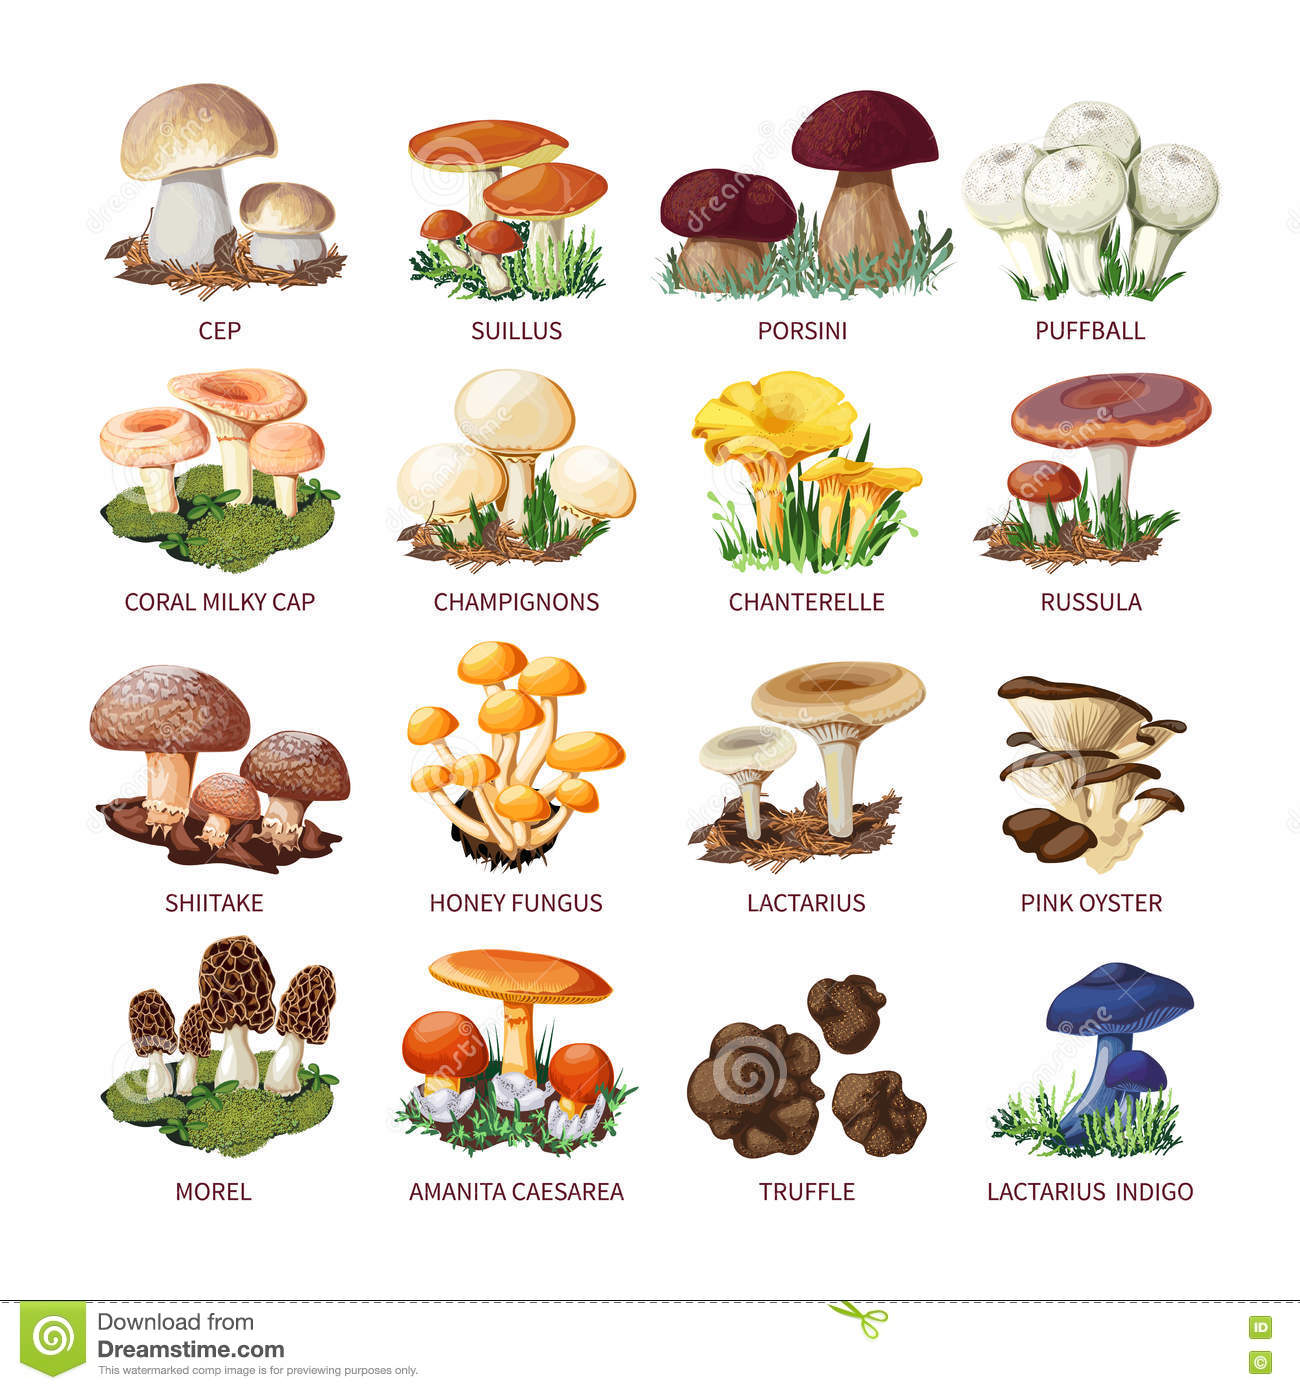 CEP
SUILLUS
PORSINI
PUFFBALL
CORAL MILKY CAP
CHAMPIGNONS
CHANTERELLE
RUSSULA
SHIITAKE
HONEY FUNGUS
LACTARIUS
PINK OYSTER
MOREL
AMANITA CAESAREA
TRUFFLE
LACTARIUS INDIGO
Download from
Dreamstime.com
This watermarked comp image is for previewing purposes only.
ID
©